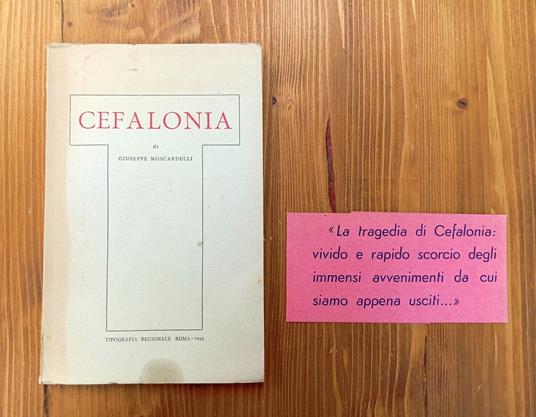 CEFALONIA
di
GIUSEPPE MOSCARDELLI
TIPOGRAFIA REGIONALE ROMA - 1945
«La tragedia di Cefalonia:
vivido e rapido scorcio degli
immensi avvenimenti da cui
siamo appena usciti...»